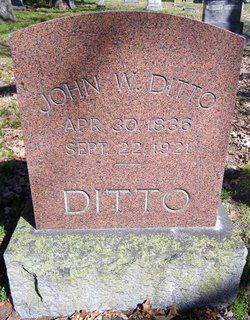 JOHN W. DITTO
APR. 30, 1836
SEPT. 22, 1921
DITTO